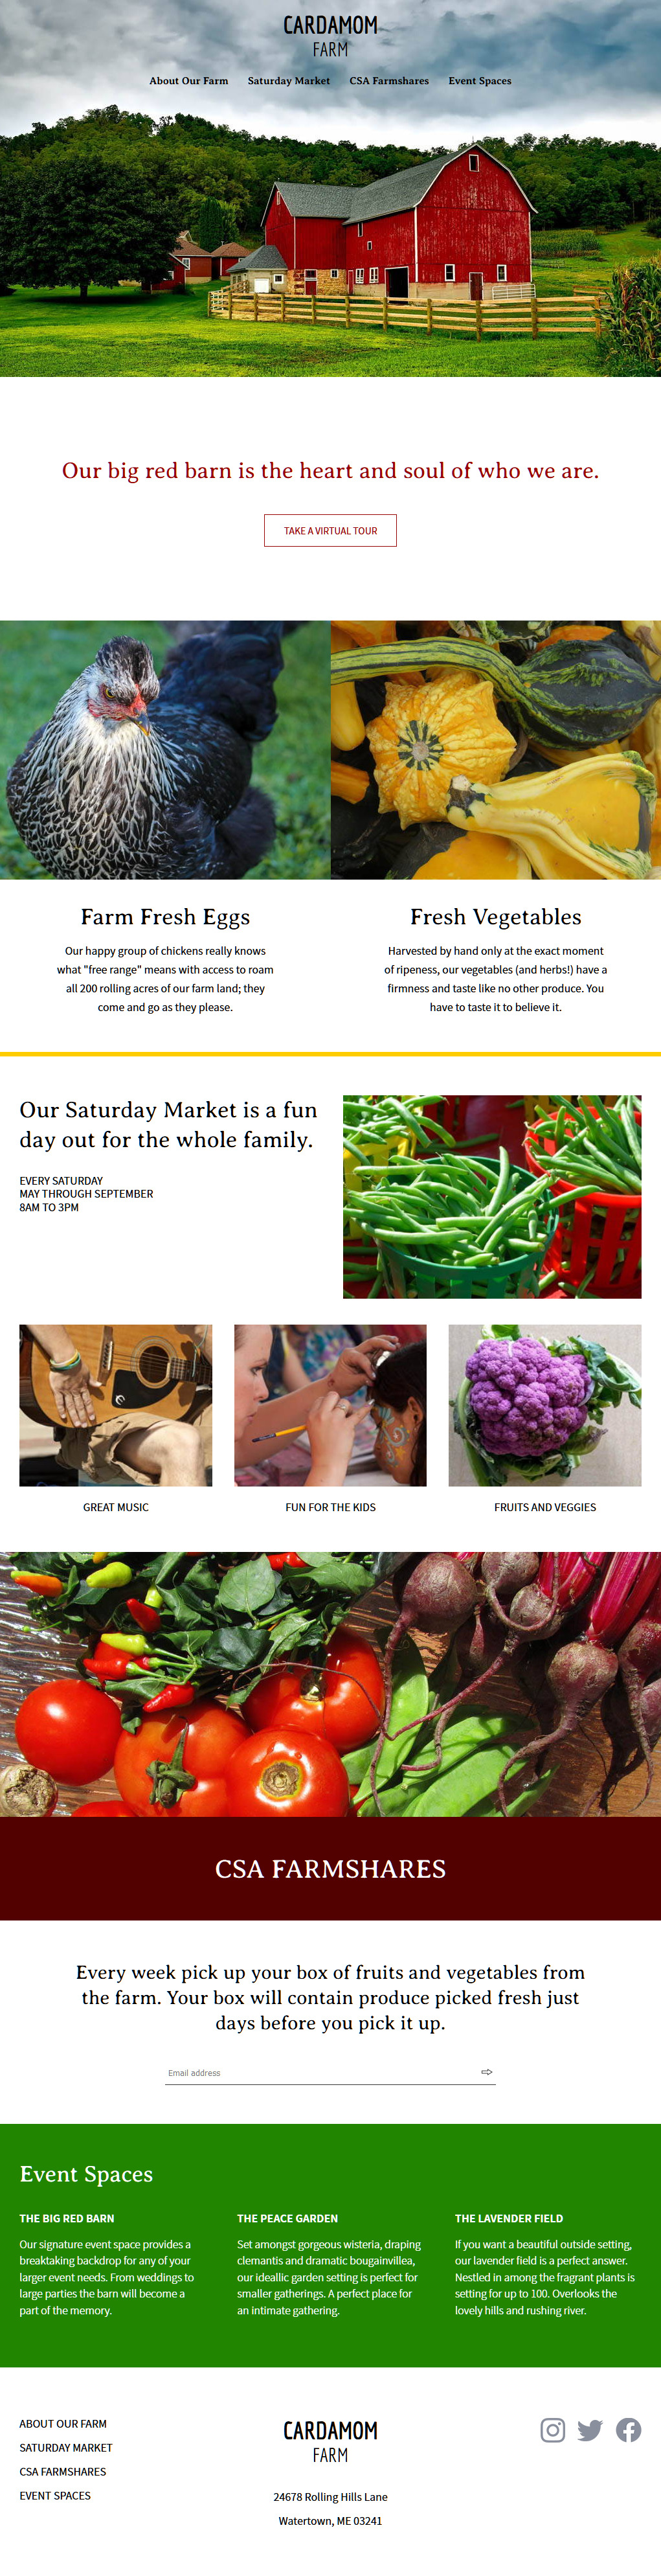 CARDAMOM
FARM
About Our Farm Saturday Market CSA Farmshares Event Spaces
Our big red barn is the heart and soul of who we are.
TAKE A VIRTUAL TOUR
Farm Fresh Eggs
Our happy group of chickens really knows
what "free range" means with access to roam
all 200 rolling acres of our farm land; they
come and go as they please.
Fresh Vegetables
Harvested by hand only at the exact moment
of ripeness, our vegetables (and herbs!) have a
firmness and taste like no other produce. You
have to taste it to believe it.
Our Saturday Market is a fun
day out for the whole family.
EVERY SATURDAY
MAY THROUGH SEPTEMBER
8AM TO 3PM
GREAT MUSIC
FUN FOR THE KIDS
FRUITS AND VEGGIES
CSA FARMSHARES
Every week pick up your box of fruits and vegetables from
the farm. Your box will contain produce picked fresh just
days before you pick it up.
Email address
Event Spaces
THE BIG RED BARN
Our signature event space provides a
breaktaking backdrop for any of your
larger event needs. From weddings to
large parties the barn will become a
part of the memory.
THE PEACE GARDEN
Set amongst gorgeous wisteria, draping
clemantis and dramatic bougainvillea,
our ideallic garden setting is perfect for
smaller gatherings. A perfect place for
an intimate gathering.
THE LAVENDER FIELD
If you want a beautiful outside setting,
our lavender field is a perfect answer.
Nestled in among the fragrant plants is
setting for up to 100. Overlooks the
lovely hills and rushing river.
ABOUT OUR FARM
SATURDAY MARKET
CSA FARMSHARES
EVENT SPACES
CARDAMOM
FARM
24678 Rolling Hills Lane
Watertown, ME 03241